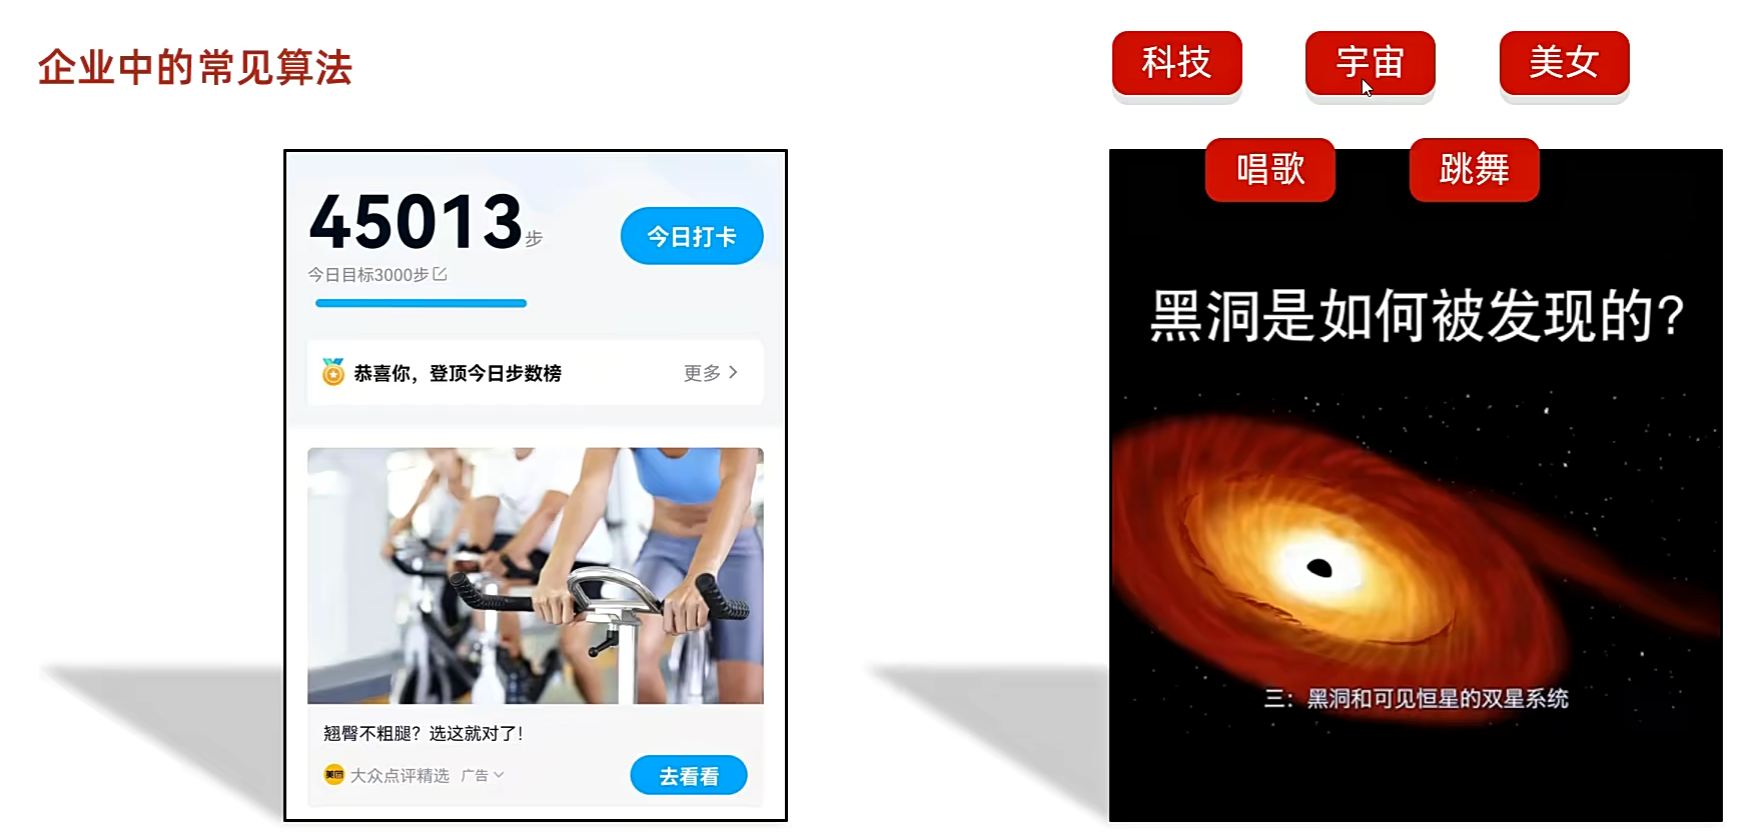 企业中的常见算法
科技
宇宙
美女
唱歌
跳舞
45013步
今日打卡
今日目标3000步
恭喜你，登顶今日步数榜
更多
翘臀不粗腿？选这就对了！
美团
大众点评精选 广告
去看看
黑洞是如何被发现的？
三：黑洞和可见恒星的双星系统